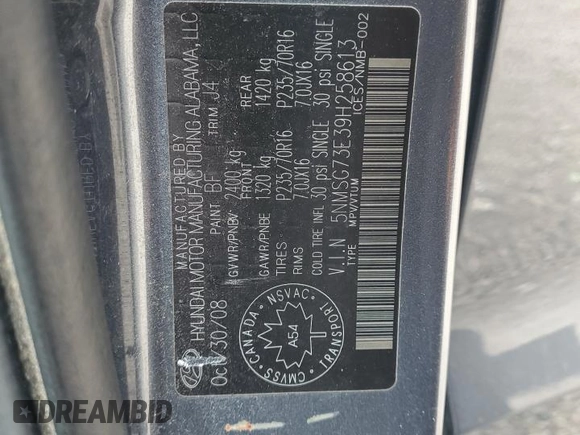 MANUFACTURED BY
HYUNDAI MOTOR MANUFACTURING ALABAMA, LLC
Oct 30/08 PAINT BF TRIM J4
GVWR/PNBV 2400 kg
FRONT REAR
GAWR/PNBE 1320 kg 1420 kg
TIRES P235/70R16 P235/70R16
RIMS 7.0JX16 7.0JX16
COLD TIRE INFL 30 psi SINGLE 30 psi SINGLE
V.I.N 5NMSG73E39H258613
TYPE MPV/VTUM ICES/NMB-002
CMVSS · CANADA · NSVAC · TRANSPORT
A54
DREAMBID